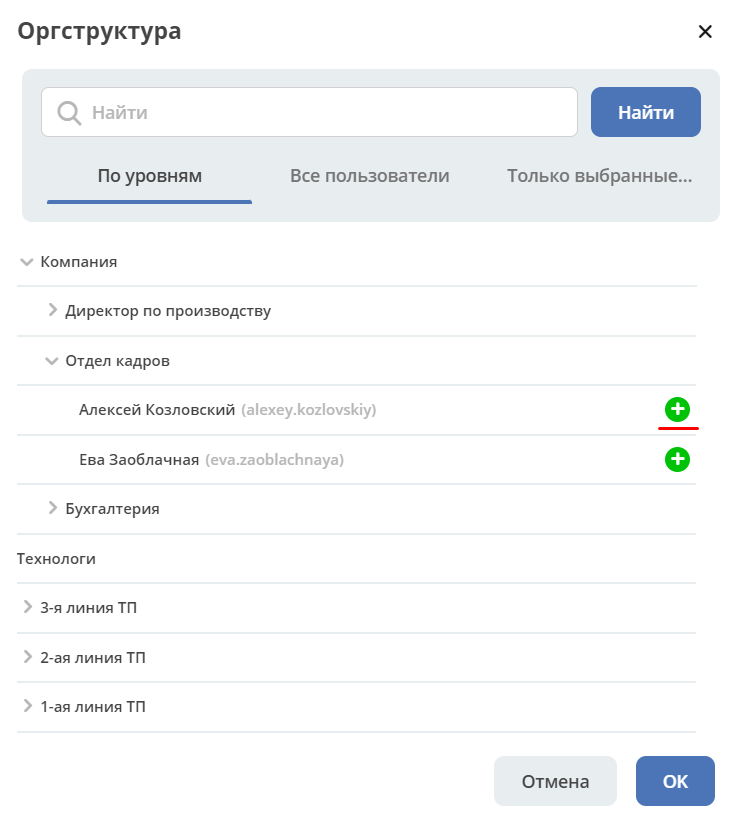 Оргструктура
Найти
Найти
По уровням Все пользователи Только выбранные...
Компания
Директор по производству
Отдел кадров
Алексей Козловский (alexey.kozlovskiy)
Ева Заоблачная (eva.zaoblachnaya)
Бухгалтерия
Технологи
3-я линия ТП
2-ая линия ТП
1-ая линия ТП
Отмена ОК